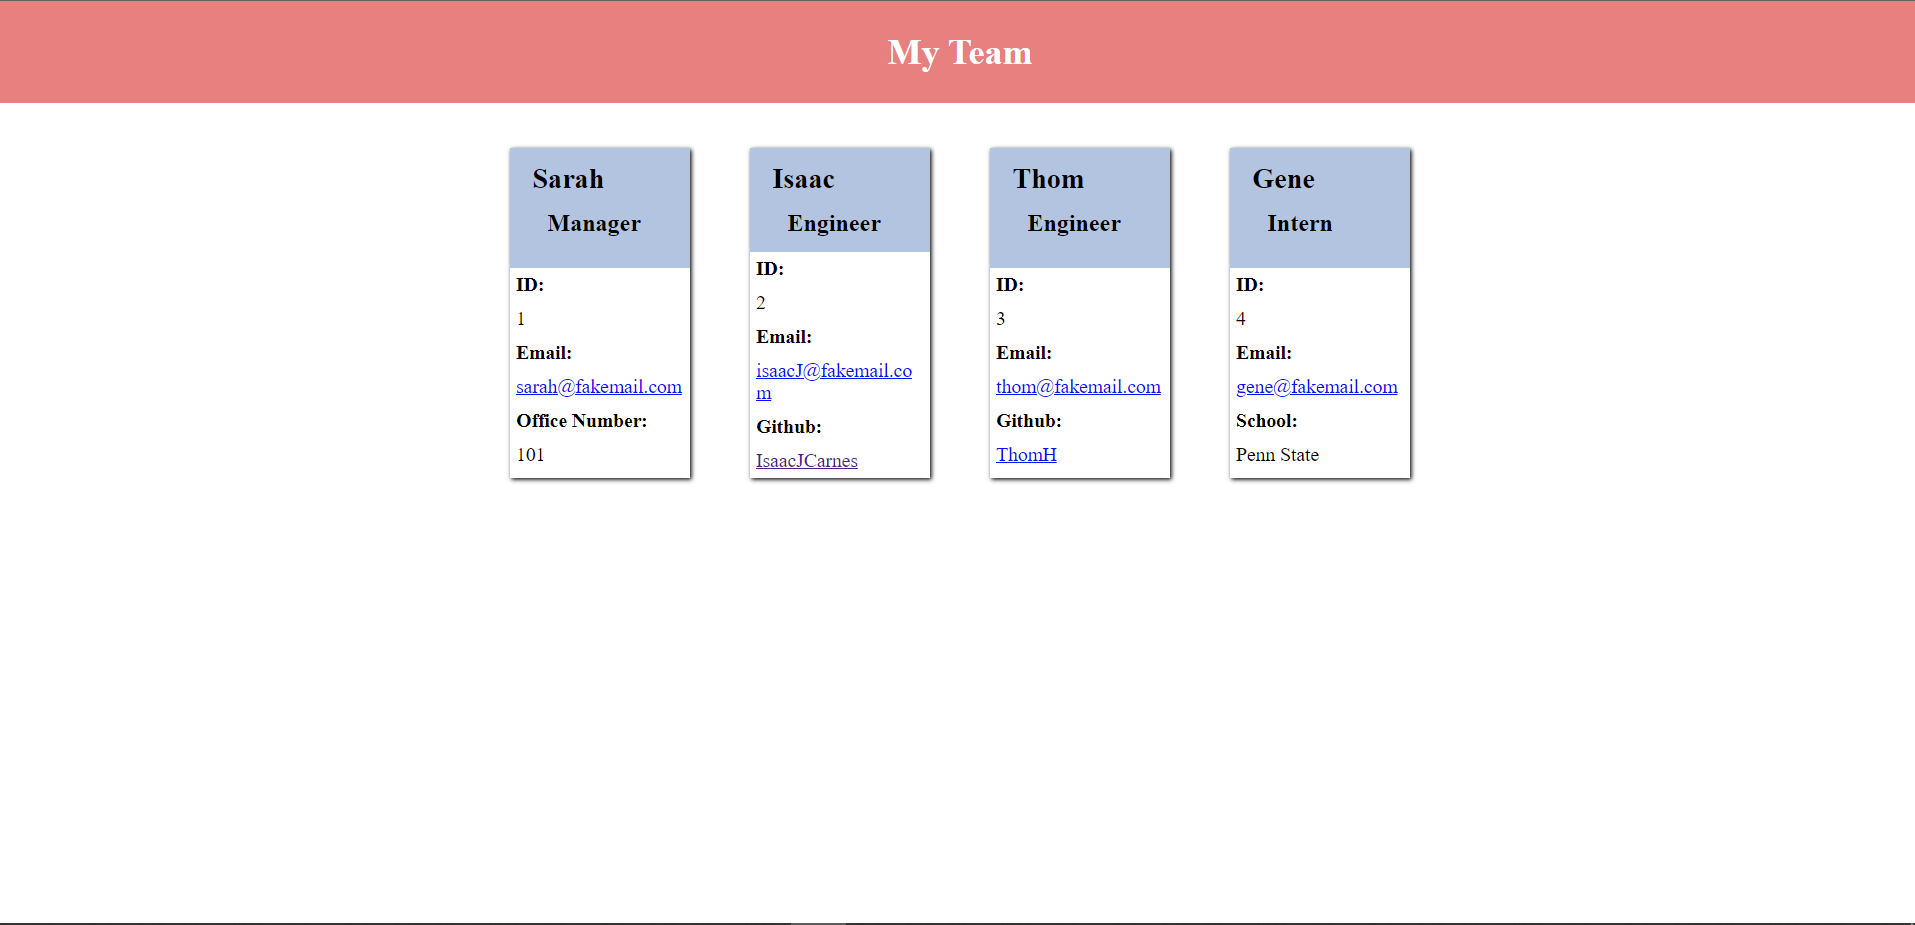 My Team
Sarah
Manager
ID:
1
Email:
sarah@fakemail.com
Office Number:
101
Isaac
Engineer
ID:
2
Email:
isaacJ@fakemail.co
m
Github:
IsaacJCarnes
Thom
Engineer
ID:
3
Email:
thom@fakemail.com
Github:
ThomH
Gene
Intern
ID:
4
Email:
gene@fakemail.com
School:
Penn State